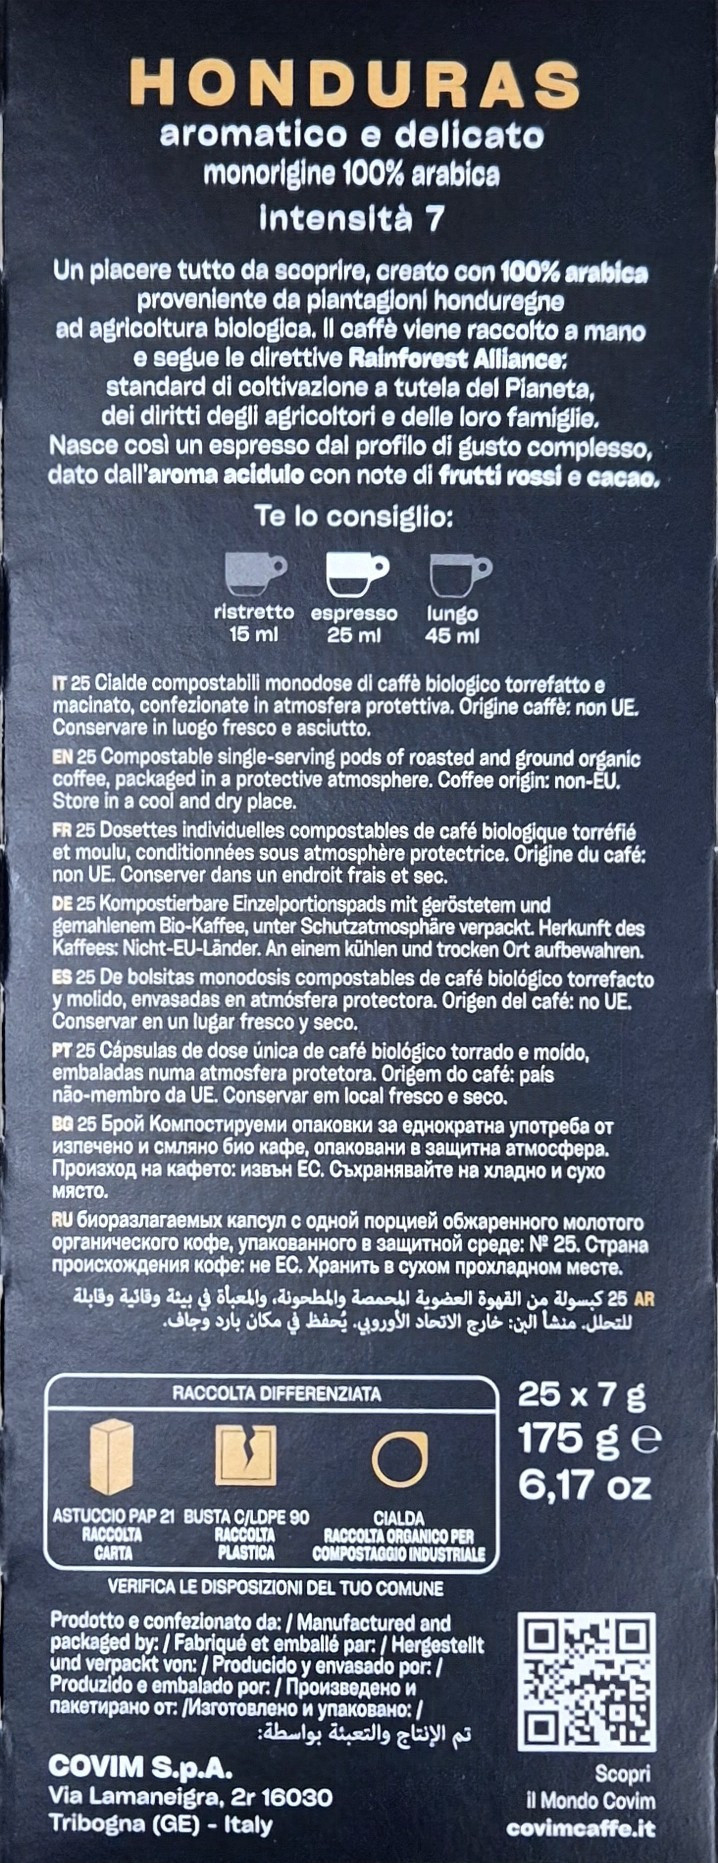 HONDURAS
aromatico e delicato
monorigine 100% arabica
intensità 7
Un piacere tutto da scoprire, creato con 100% arabica
proveniente da piantagioni honduregne
ad agricoltura biologica. Il caffè viene raccolto a mano
e segue le direttive Rainforest Alliance:
standard di coltivazione a tutela del Pianeta,
dei diritti degli agricoltori e delle loro famiglie.
Nasce così un espresso dal profilo di gusto complesso,
dato dall'aroma acidulo con note di frutti rossi e cacao.
Te lo consiglio:
ristretto espresso lungo
15 ml 25 ml 45 ml
IT 25 Cialde compostabili monodose di caffè biologico torrefatto e
macinato, confezionate in atmosfera protettiva. Origine caffè: non UE.
Conservare in luogo fresco e asciutto.
EN 25 Compostable single-serving pods of roasted and ground organic
coffee, packaged in a protective atmosphere. Coffee origin: non-EU.
Store in a cool and dry place.
FR 25 Dosettes individuelles compostables de café biologique torréfié
et moulu, conditionnées sous atmosphère protectrice. Origine du café:
non UE. Conserver dans un endroit frais et sec.
DE 25 Kompostierbare Einzelportionspads mit geröstetem und
gemahlenem Bio-Kaffee, unter Schutzatmosphäre verpackt. Herkunft des
Kaffees: Nicht-EU-Länder. An einem kühlen und trocken Ort aufbewahren.
ES 25 De bolsitas monodosis compostables de café biológico torrefacto
y molido, envasadas en atmósfera protectora. Origen del café: no UE.
Conservar en un lugar fresco y seco.
PT 25 Cápsulas de dose única de café biológico torrado e moído,
embaladas numa atmosfera protetora. Origem do café: país
não-membro da UE. Conservar em local fresco e seco.
BG 25 Брой Компостируеми опаковки за еднократна употреба от
изпечено и смляно био кафе, опаковани в защитна атмосфера.
Произход на кафето: извън ЕС. Съхранявайте на хладно и сухо
място.
RU биоразлагаемых капсул с одной порцией обжаренного молотого
органического кофе, упакованного в защитной среде: № 25. Страна
происхождения кофе: не ЕС. Хранить в сухом прохладном месте.
AR 25 كبسولة من القهوة العضوية المحمصة والمطحونة، والمعبأة في بيئة وقائية وقابلة
للتحلل. منشأ البن: خارج الاتحاد الأوروبي. يُحفظ في مكان بارد وجاف.
RACCOLTA DIFFERENZIATA
ASTUCCIO PAP 21 BUSTA C/LDPE 90 CIALDA
RACCOLTA RACCOLTA RACCOLTA ORGANICO PER
CARTA PLASTICA COMPOSTAGGIO INDUSTRIALE
VERIFICA LE DISPOSIZIONI DEL TUO COMUNE
25 x 7 g
175 g ℮
6,17 oz
Prodotto e confezionato da: / Manufactured and
packaged by: / Fabriqué et emballé par: / Hergestellt
und verpackt von: / Producido y envasado por: /
Produzido e embalado por: / Произведено и
пакетирано от: /Изготовлено и упаковано: /
تم الإنتاج والتعبئة بواسطة:
COVIM S.p.A.
Via Lamaneigra, 2r 16030
Tribogna (GE) - Italy
Scopri
il Mondo Covim
covimcaffe.it